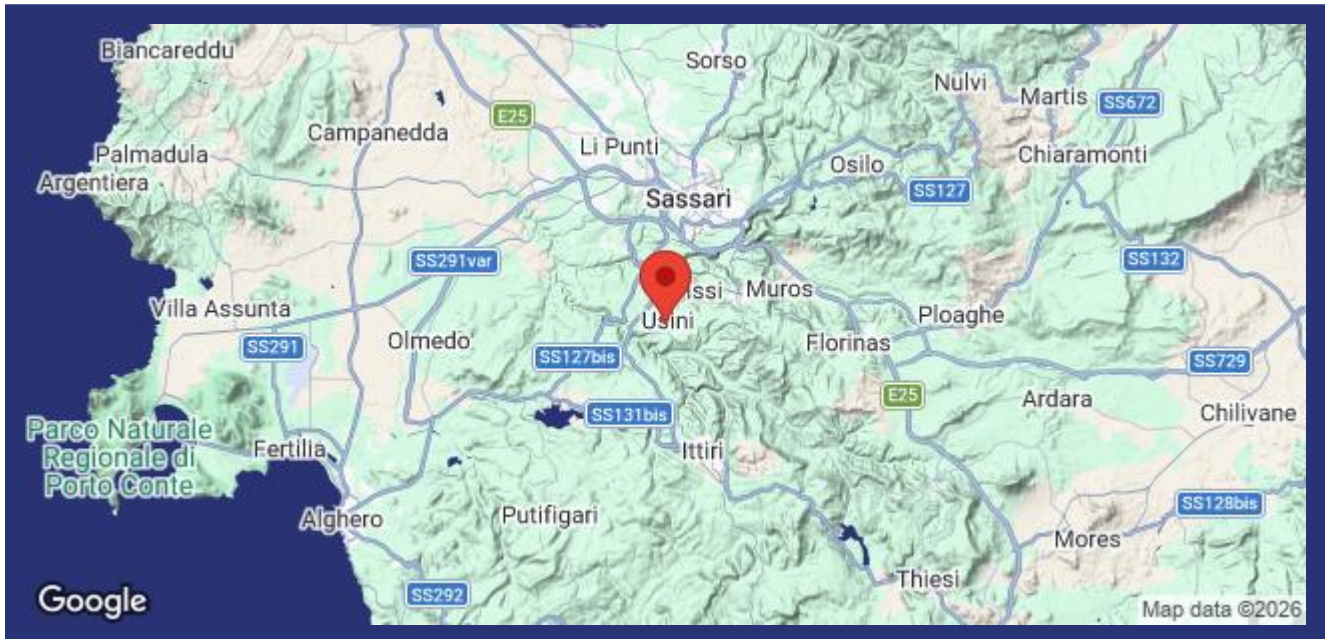 Biancareddu
Sorso
Nulvi
Martis
SS672
E25
Campanedda
Li Punti
Chiaramonti
Palmadula
Osilo
Argentiera
SS127
Sassari
SS291var
SS132
Muros
Villa Assunta
Usini
Ploaghe
Olmedo
Florinas
SS291
SS127bis
SS729
E25
Ardara
SS131bis
Chilivane
Parco Naturale
Regionale di
Porto Conte
Fertilia
Ittiri
Alghero
Putifigari
SS128bis
Mores
Thiesi
SS292
Google
Map data ©2026